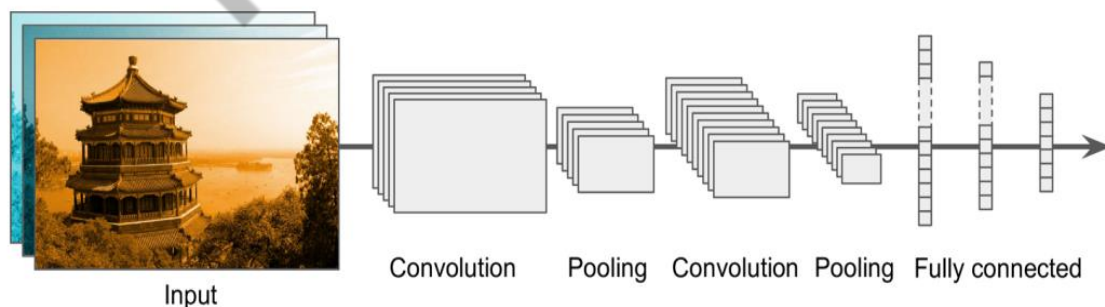 Convolution
Pooling
Convolution
Pooling
Fully connected
Input